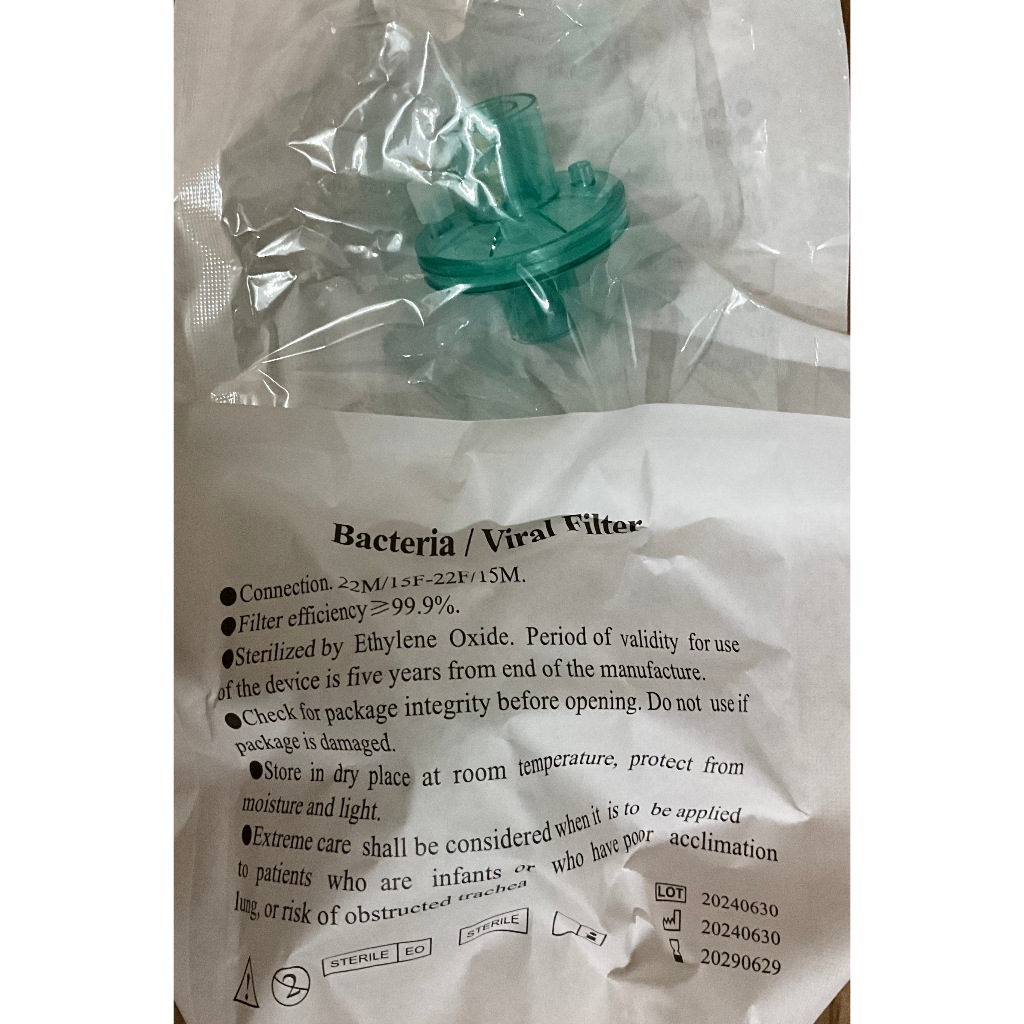 Bacteria / Viral Filter
●Connection. 22M/15F-22F/15M.
●Filter efficiency≥99.9%.
●Sterilized by Ethylene Oxide. Period of validity for use
of the device is five years from end of the manufacture.
●Check for package integrity before opening. Do not use if
package is damaged.
●Store in dry place at room temperature, protect from
moisture and light.
●Extreme care shall be considered when it is to be applied
to patients who are infants or who have poor acclimation
lung, or risk of obstructed trachea
LOT 20240630
20240630
20290629
STERILE EO
STERILE
2